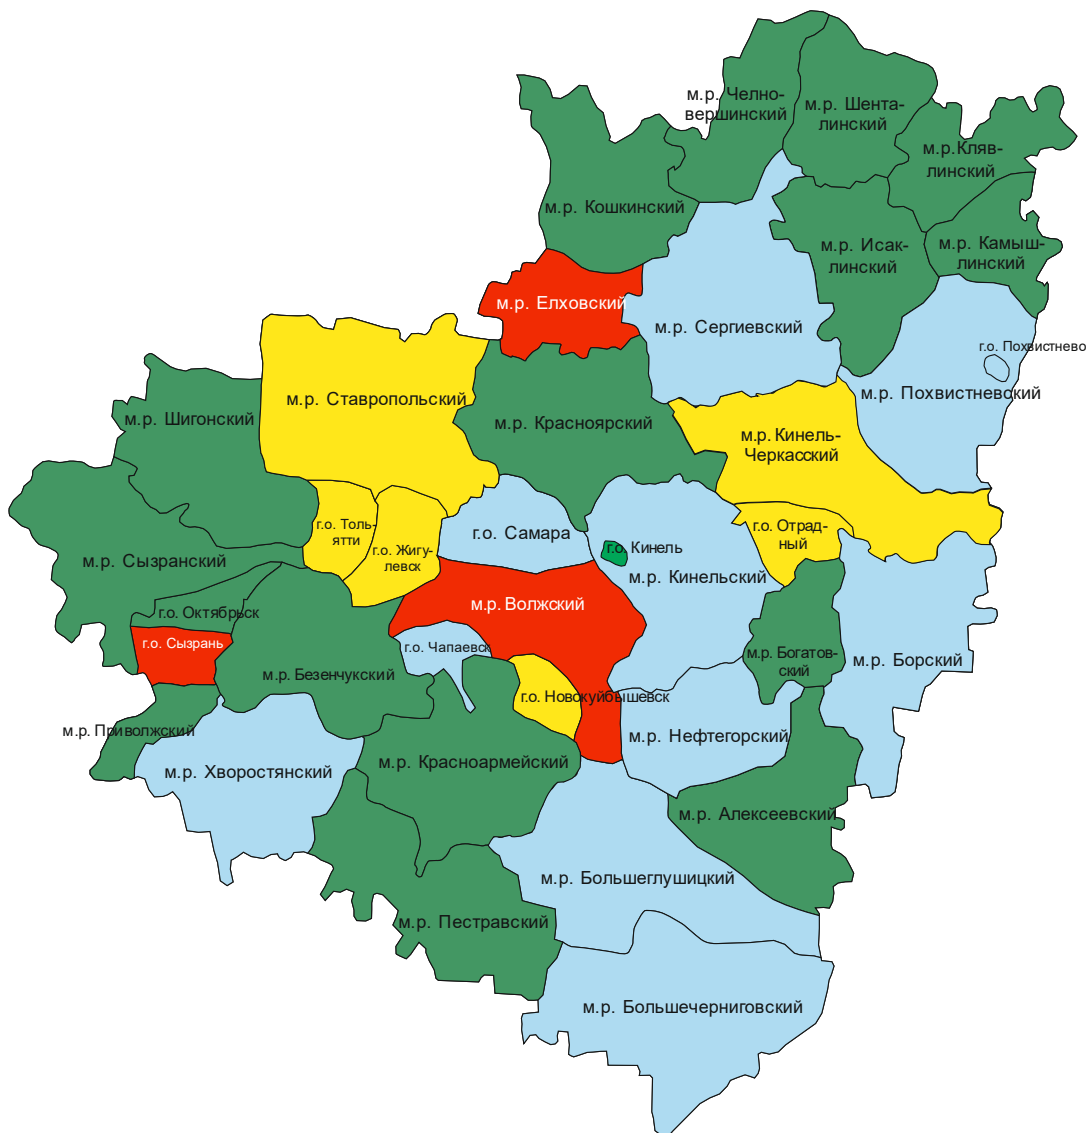 м.р. Челно-
вершинский
м.р. Шента-
линский
м.р.Кляв-
линский
м.р. Кошкинский
м.р. Исак-
линский
м.р. Камыш-
линский
м.р. Елховский
м.р. Сергиевский
г.о. Похвистнево
м.р. Похвистневский
м.р. Ставропольский
м.р. Шигонский
м.р. Красноярский
м.р. Кинель-
Черкасский
г.о. Толь-
ятти
г.о. Жигу-
левск
г.о. Самара
г.о. Отрад-
ный
г.о. Кинель
м.р. Кинельский
м.р. Сызранский
г.о. Октябрьск
м.р. Волжский
г.о. Сызрань
г.о. Чапаевск
м.р. Безенчукский
м.р. Богатов-
ский
м.р. Борский
г.о. Новокуйбышевск
м.р. Приволжский
м.р. Нефтегорский
м.р. Хворостянский
м.р. Красноармейский
м.р. Алексеевский
м.р. Большеглушицкий
м.р. Пестравский
м.р. Большечерниговский